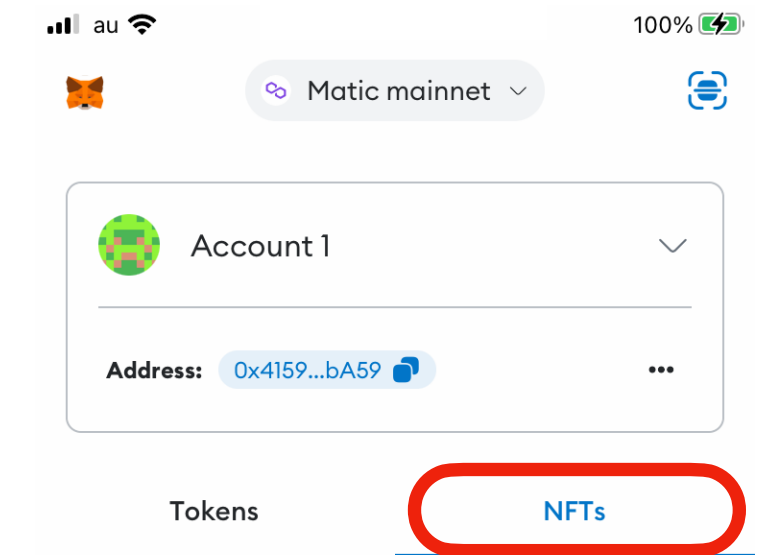 au 100%
Matic mainnet
Account 1
Address: 0x4159...bA59 •••
Tokens NFTs